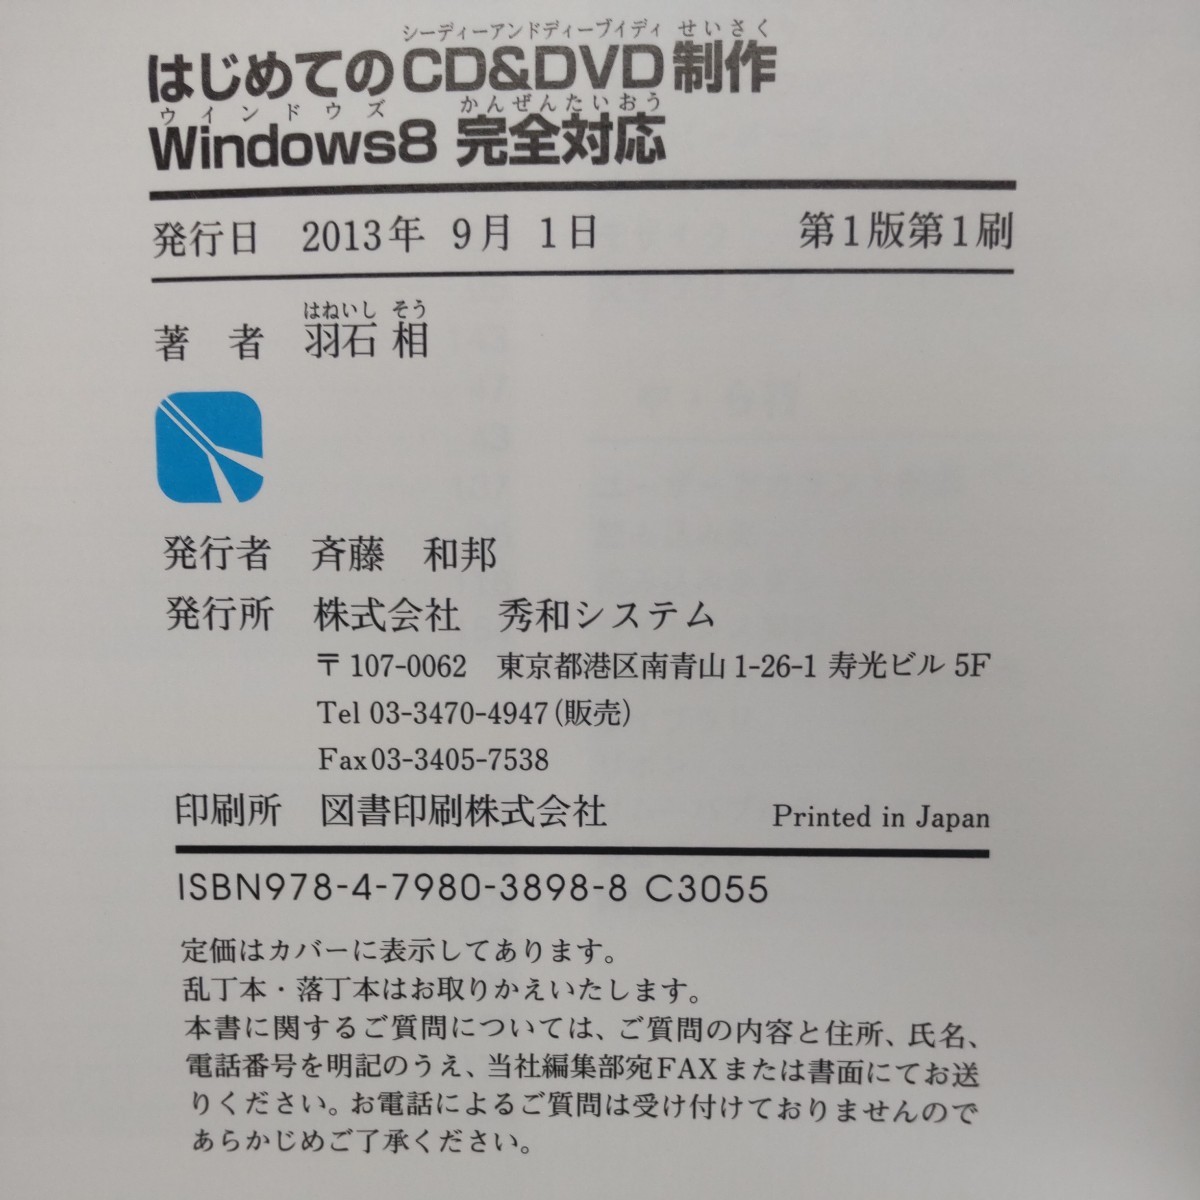 シーディーアンドディーブイディ せいさく
はじめてのCD&DVD制作
ウインドウズ かんぜんたいおう
Windows8 完全対応
発行日 2013年 9月 1日 第1版第1刷
はねいし そう
著者 羽石 相
発行者 斉藤 和邦
発行所 株式会社 秀和システム
〒107-0062 東京都港区南青山1-26-1 寿光ビル 5F
Tel 03-3470-4947(販売)
Fax03-3405-7538
印刷所 図書印刷株式会社 Printed in Japan
ISBN978-4-7980-3898-8 C3055
定価はカバーに表示してあります。
乱丁本・落丁本はお取りかえいたします。
本書に関するご質問については、ご質問の内容と住所、氏名、
電話番号を明記のうえ、当社編集部宛FAXまたは書面にてお送
りください。お電話によるご質問は受け付けておりませんので
あらかじめご了承ください。